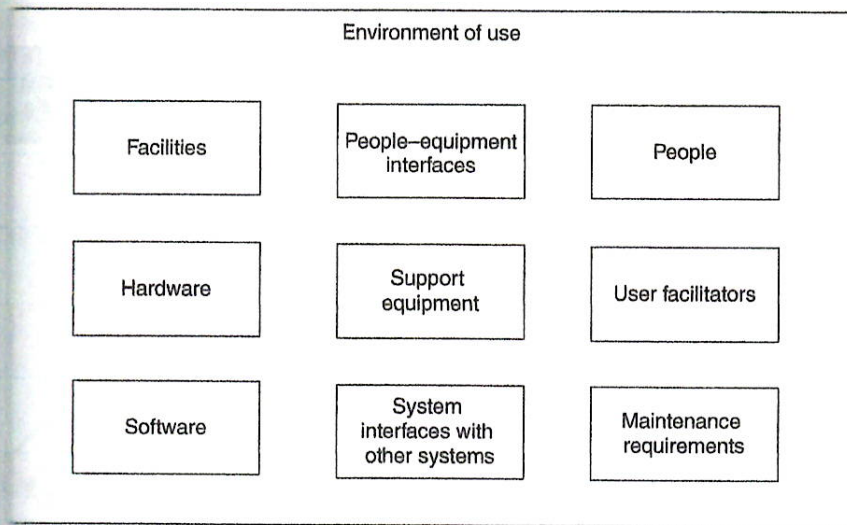 Environment of use
Facilities
People–equipment
interfaces
People
Hardware
Support
equipment
User facilitators
Software
System
interfaces with
other systems
Maintenance
requirements